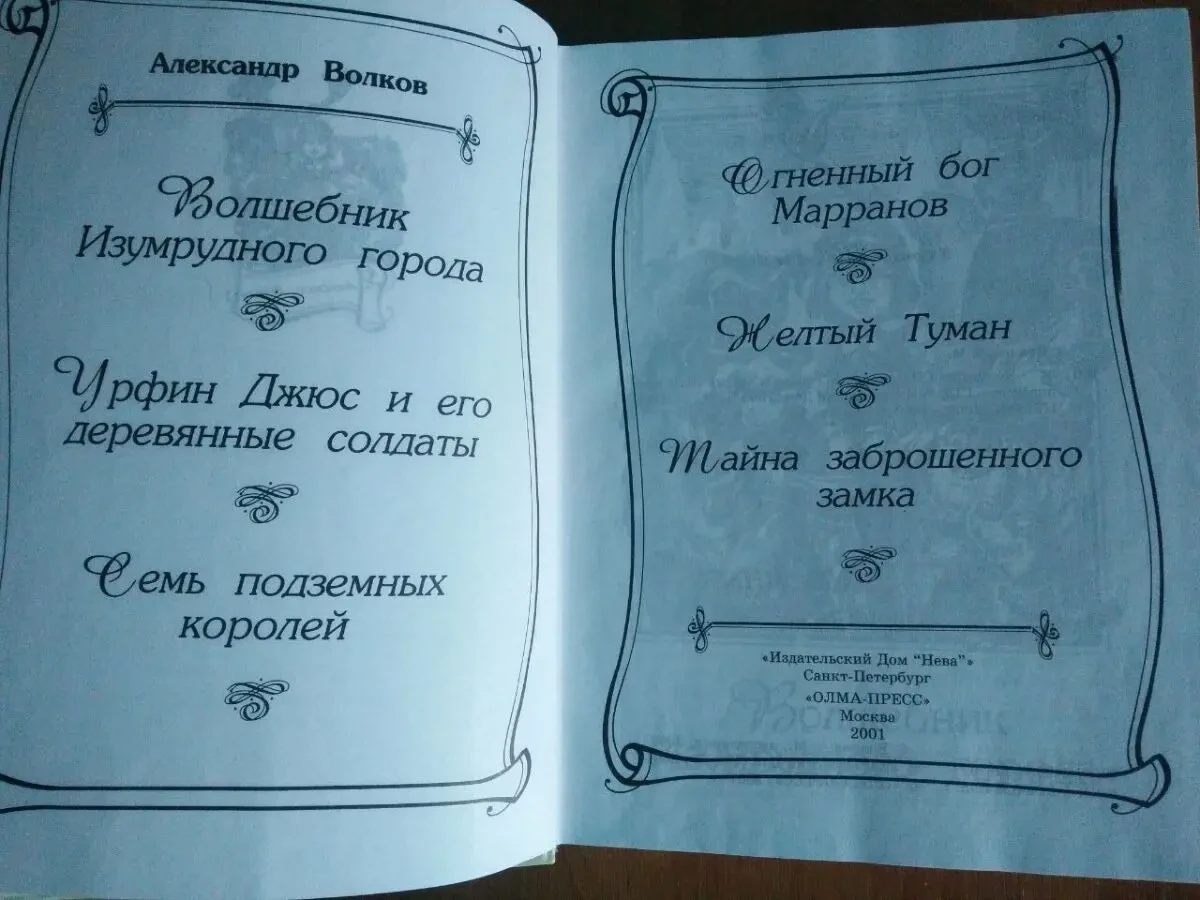 Александр Волков
Волшебник
Изумрудного города
Урфин Джюс и его
деревянные солдаты
Семь подземных
королей
Огненный бог
Марранов
Желтый Туман
Тайна заброшенного
замка
«Издательский Дом "Нева"»
Санкт-Петербург
«ОЛМА-ПРЕСС»
Москва
2001